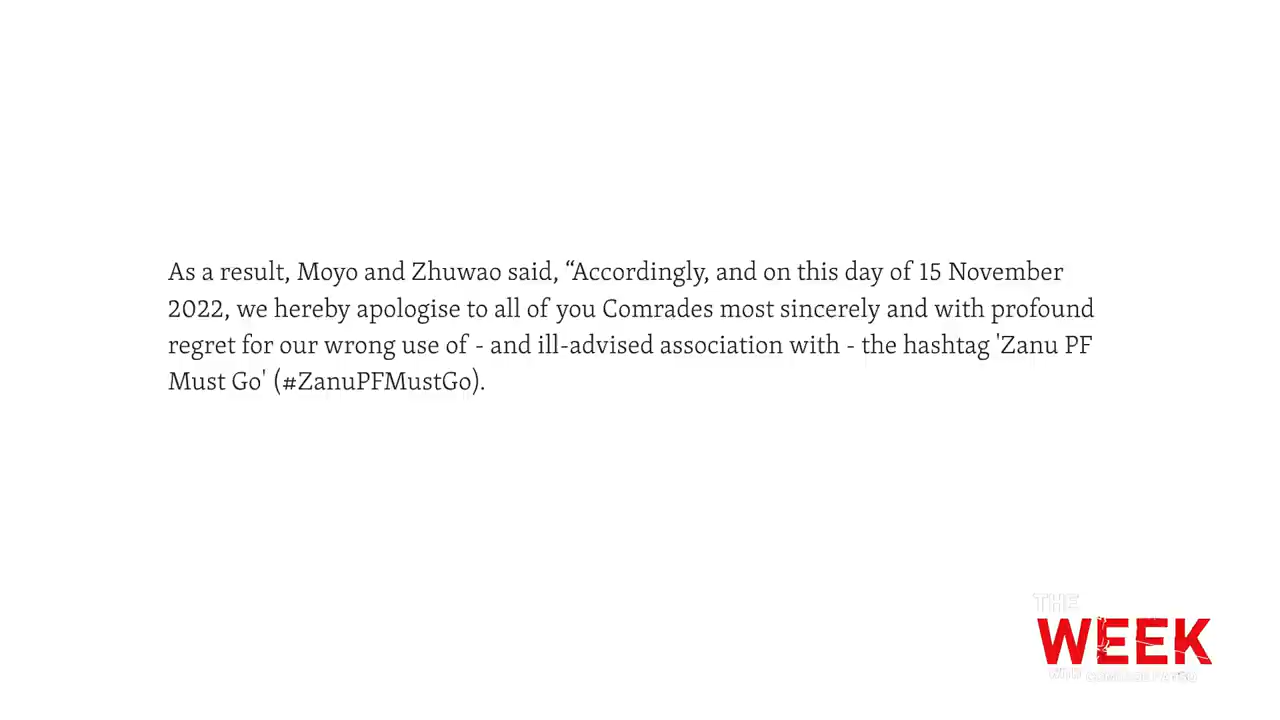 As a result, Moyo and Zhuwao said, “Accordingly, and on this day of 15 November
2022, we hereby apologise to all of you Comrades most sincerely and with profound
regret for our wrong use of - and ill-advised association with - the hashtag 'Zanu PF
Must Go' (#ZanuPFMustGo).
THE
WEEK
WITH